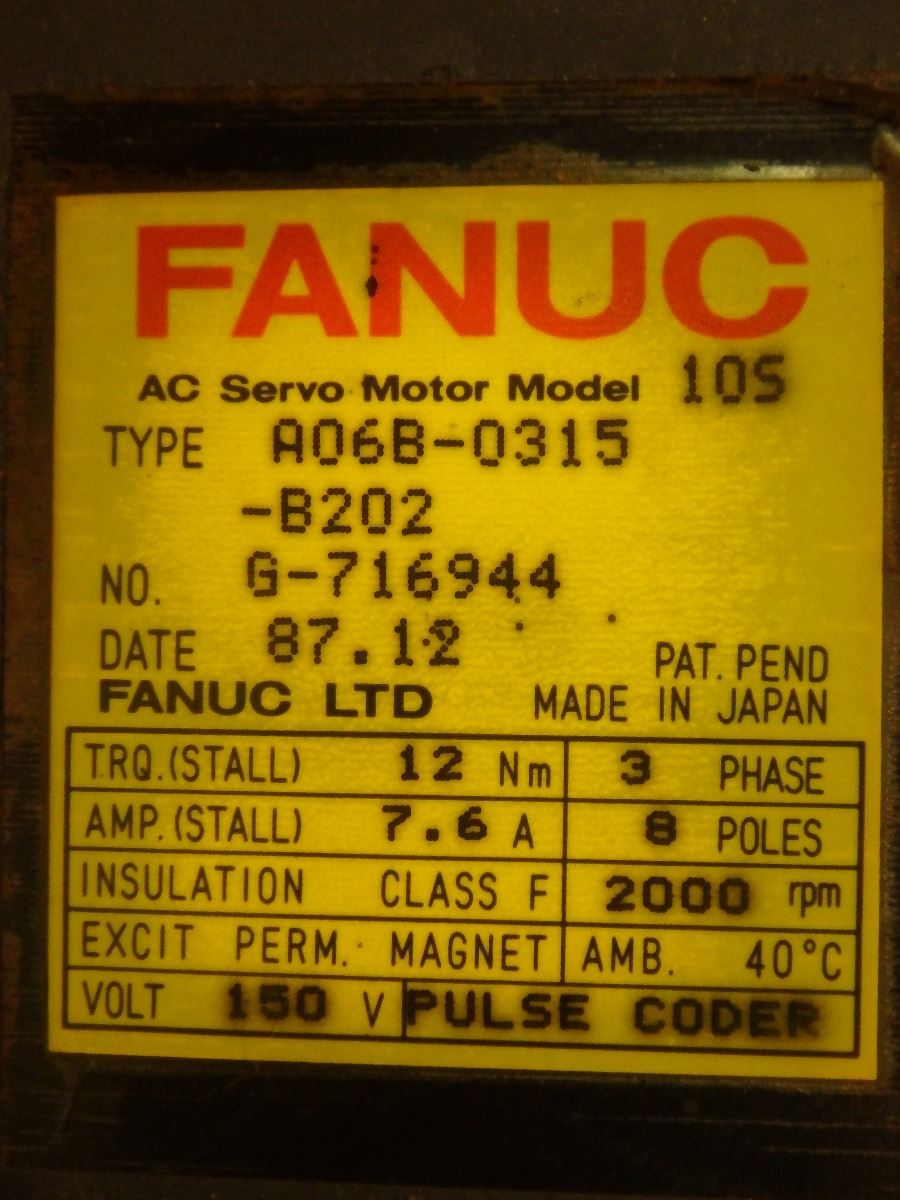 FANUC
AC Servo Motor Model 10S
TYPE A06B-0315
-B202
NO. G-716944
DATE 87.12
PAT. PEND
FANUC LTD MADE IN JAPAN
TRQ.(STALL) 12 Nm 3 PHASE
AMP.(STALL) 7.6 A 8 POLES
INSULATION CLASS F 2000 rpm
EXCIT PERM. MAGNET AMB. 40°C
VOLT 150 V PULSE CODER